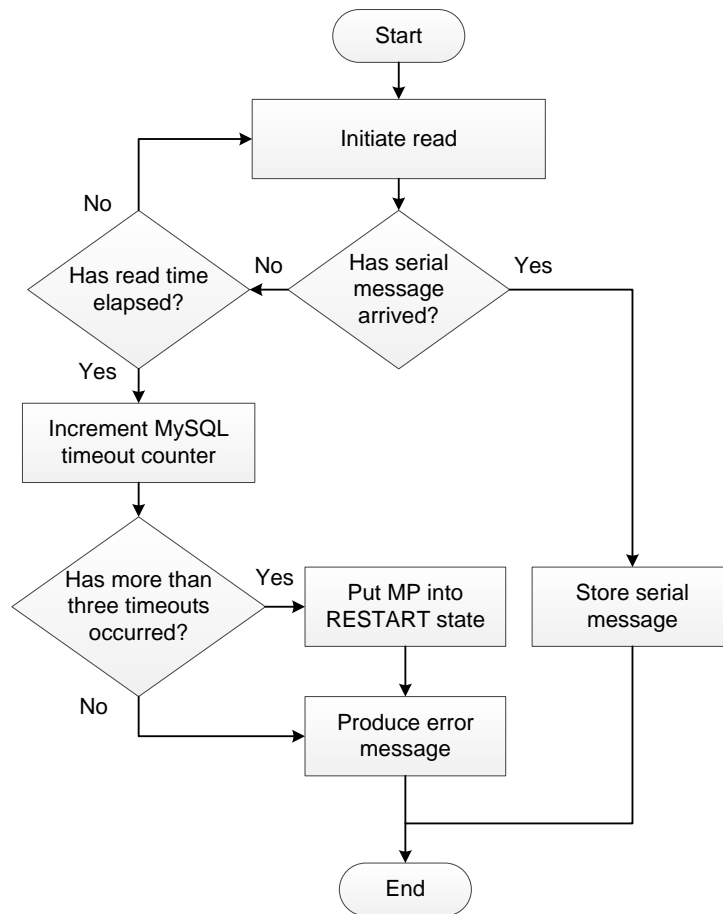 Start
Initiate read
No
Has read time
elapsed?
No
Has serial
message
arrived?
Yes
Yes
Increment MySQL
timeout counter
Has more than
three timeouts
occurred?
Yes
Put MP into
RESTART state
Store serial
message
No
Produce error
message
End